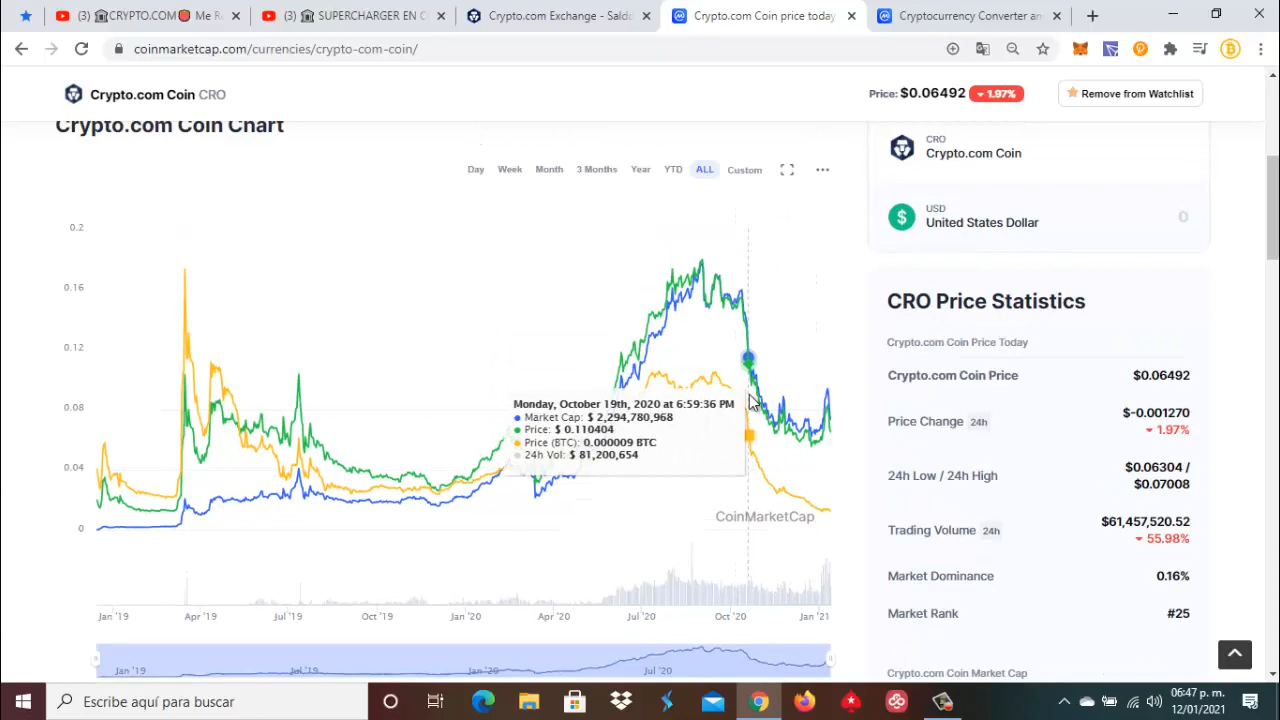 (3) 🏛CRYPTO.COM🔴 Me R
(3) 🏛 SUPERCHARGER EN C
Crypto.com Exchange - Salda
Crypto.com Coin price today
Cryptocurrency Converter an
coinmarketcap.com/currencies/crypto-com-coin/
Crypto.com Coin CRO
Price: $0.06492
1.97%
Remove from Watchlist
Crypto.com Coin Chart
CRO
Crypto.com Coin
Day Week Month 3 Months Year YTD ALL Custom
USD
United States Dollar
0
0.2
0.16
0.12
0.08
0.04
0
Monday, October 19th, 2020 at 6:59:36 PM
Market Cap: $ 2,294,780,968
Price: $ 0.110404
Price (BTC): 0.000009 BTC
24h Vol: $ 81,200,654
CoinMarketCap
Jan '19 Apr '19 Jul '19 Oct '19 Jan '20 Apr '20 Jul '20 Oct '20 Jan '21
Jan '19 Jul '19 Jan '20 Jul '20
CRO Price Statistics
Crypto.com Coin Price Today
Crypto.com Coin Price $0.06492
Price Change 24h $-0.001270
1.97%
24h Low / 24h High $0.06304 /
$0.07008
Trading Volume 24h $61,457,520.52
55.98%
Market Dominance 0.16%
Market Rank #25
Crypto.com Coin Market Cap
Escribe aquí para buscar
06:47 p. m.
12/01/2021